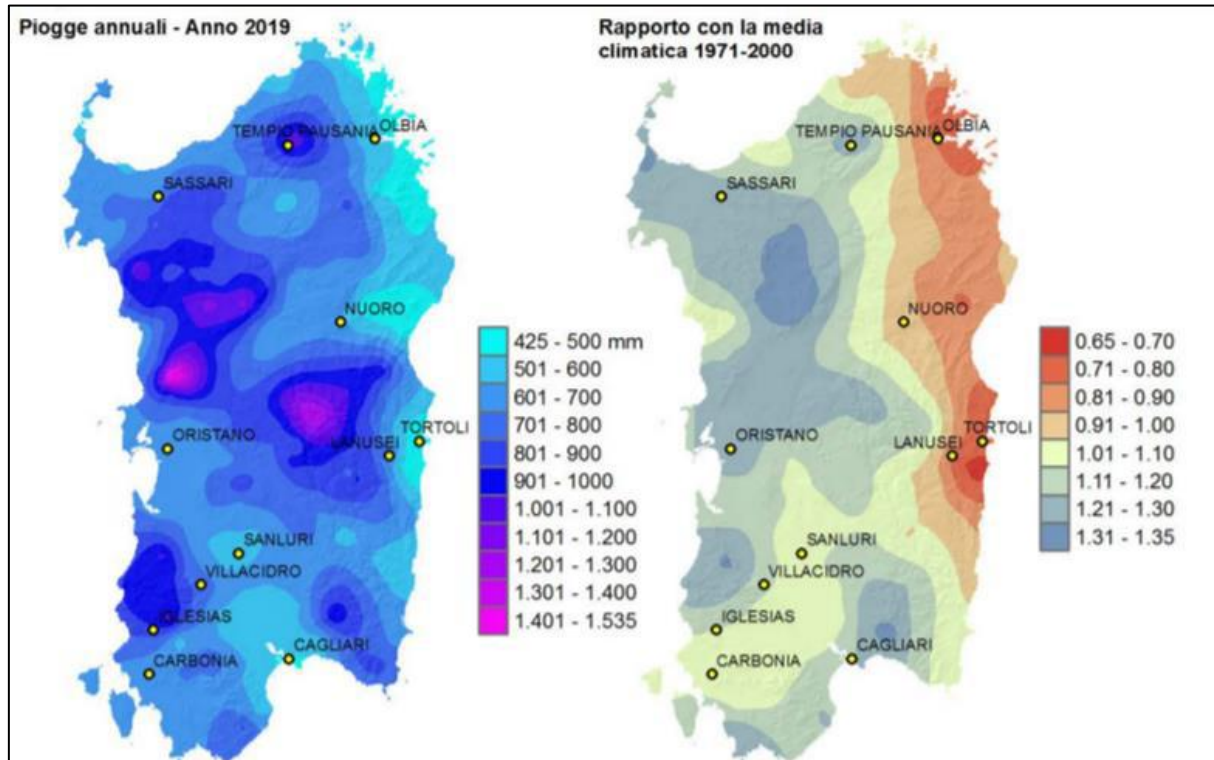 Piogge annuali - Anno 2019
TEMPIO PAUSANIA
OLBIA
SASSARI
NUORO
ORISTANO
LANUSEI
TORTOLI
SANLURI
VILLACIDRO
IGLESIAS
CARBONIA
CAGLIARI
425 - 500 mm
501 - 600
601 - 700
701 - 800
801 - 900
901 - 1000
1.001 - 1.100
1.101 - 1.200
1.201 - 1.300
1.301 - 1.400
1.401 - 1.535
Rapporto con la media
climatica 1971-2000
TEMPIO PAUSANIA
OLBIA
SASSARI
NUORO
ORISTANO
LANUSEI
TORTOLI
SANLURI
VILLACIDRO
IGLESIAS
CARBONIA
CAGLIARI
0.65 - 0.70
0.71 - 0.80
0.81 - 0.90
0.91 - 1.00
1.01 - 1.10
1.11 - 1.20
1.21 - 1.30
1.31 - 1.35